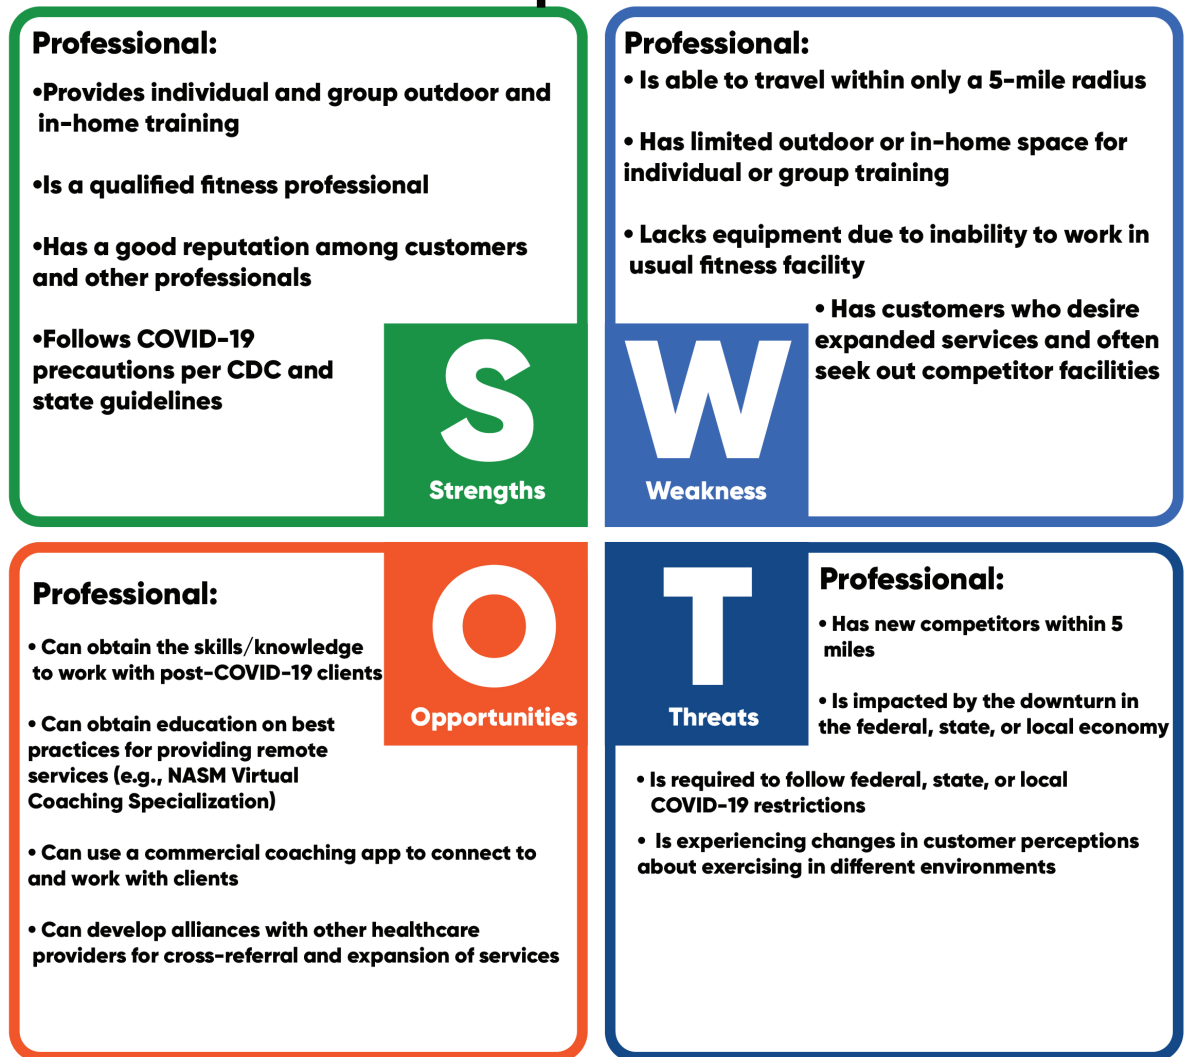 Professional:
•Provides individual and group outdoor and
in-home training
•Is a qualified fitness professional
•Has a good reputation among customers
and other professionals
•Follows COVID-19
precautions per CDC and
state guidelines
S
Strengths
Professional:
• Is able to travel within only a 5-mile radius
• Has limited outdoor or in-home space for
individual or group training
• Lacks equipment due to inability to work in
usual fitness facility
• Has customers who desire
expanded services and often
seek out competitor facilities
W
Weakness
Professional:
• Can obtain the skills/knowledge
to work with post-COVID-19 clients
• Can obtain education on best
practices for providing remote
services (e.g., NASM Virtual
Coaching Specialization)
• Can use a commercial coaching app to connect to
and work with clients
• Can develop alliances with other healthcare
providers for cross-referral and expansion of services
O
Opportunities
T
Threats
Professional:
• Has new competitors within 5
miles
• Is impacted by the downturn in
the federal, state, or local economy
• Is required to follow federal, state, or local
COVID-19 restrictions
• Is experiencing changes in customer perceptions
about exercising in different environments